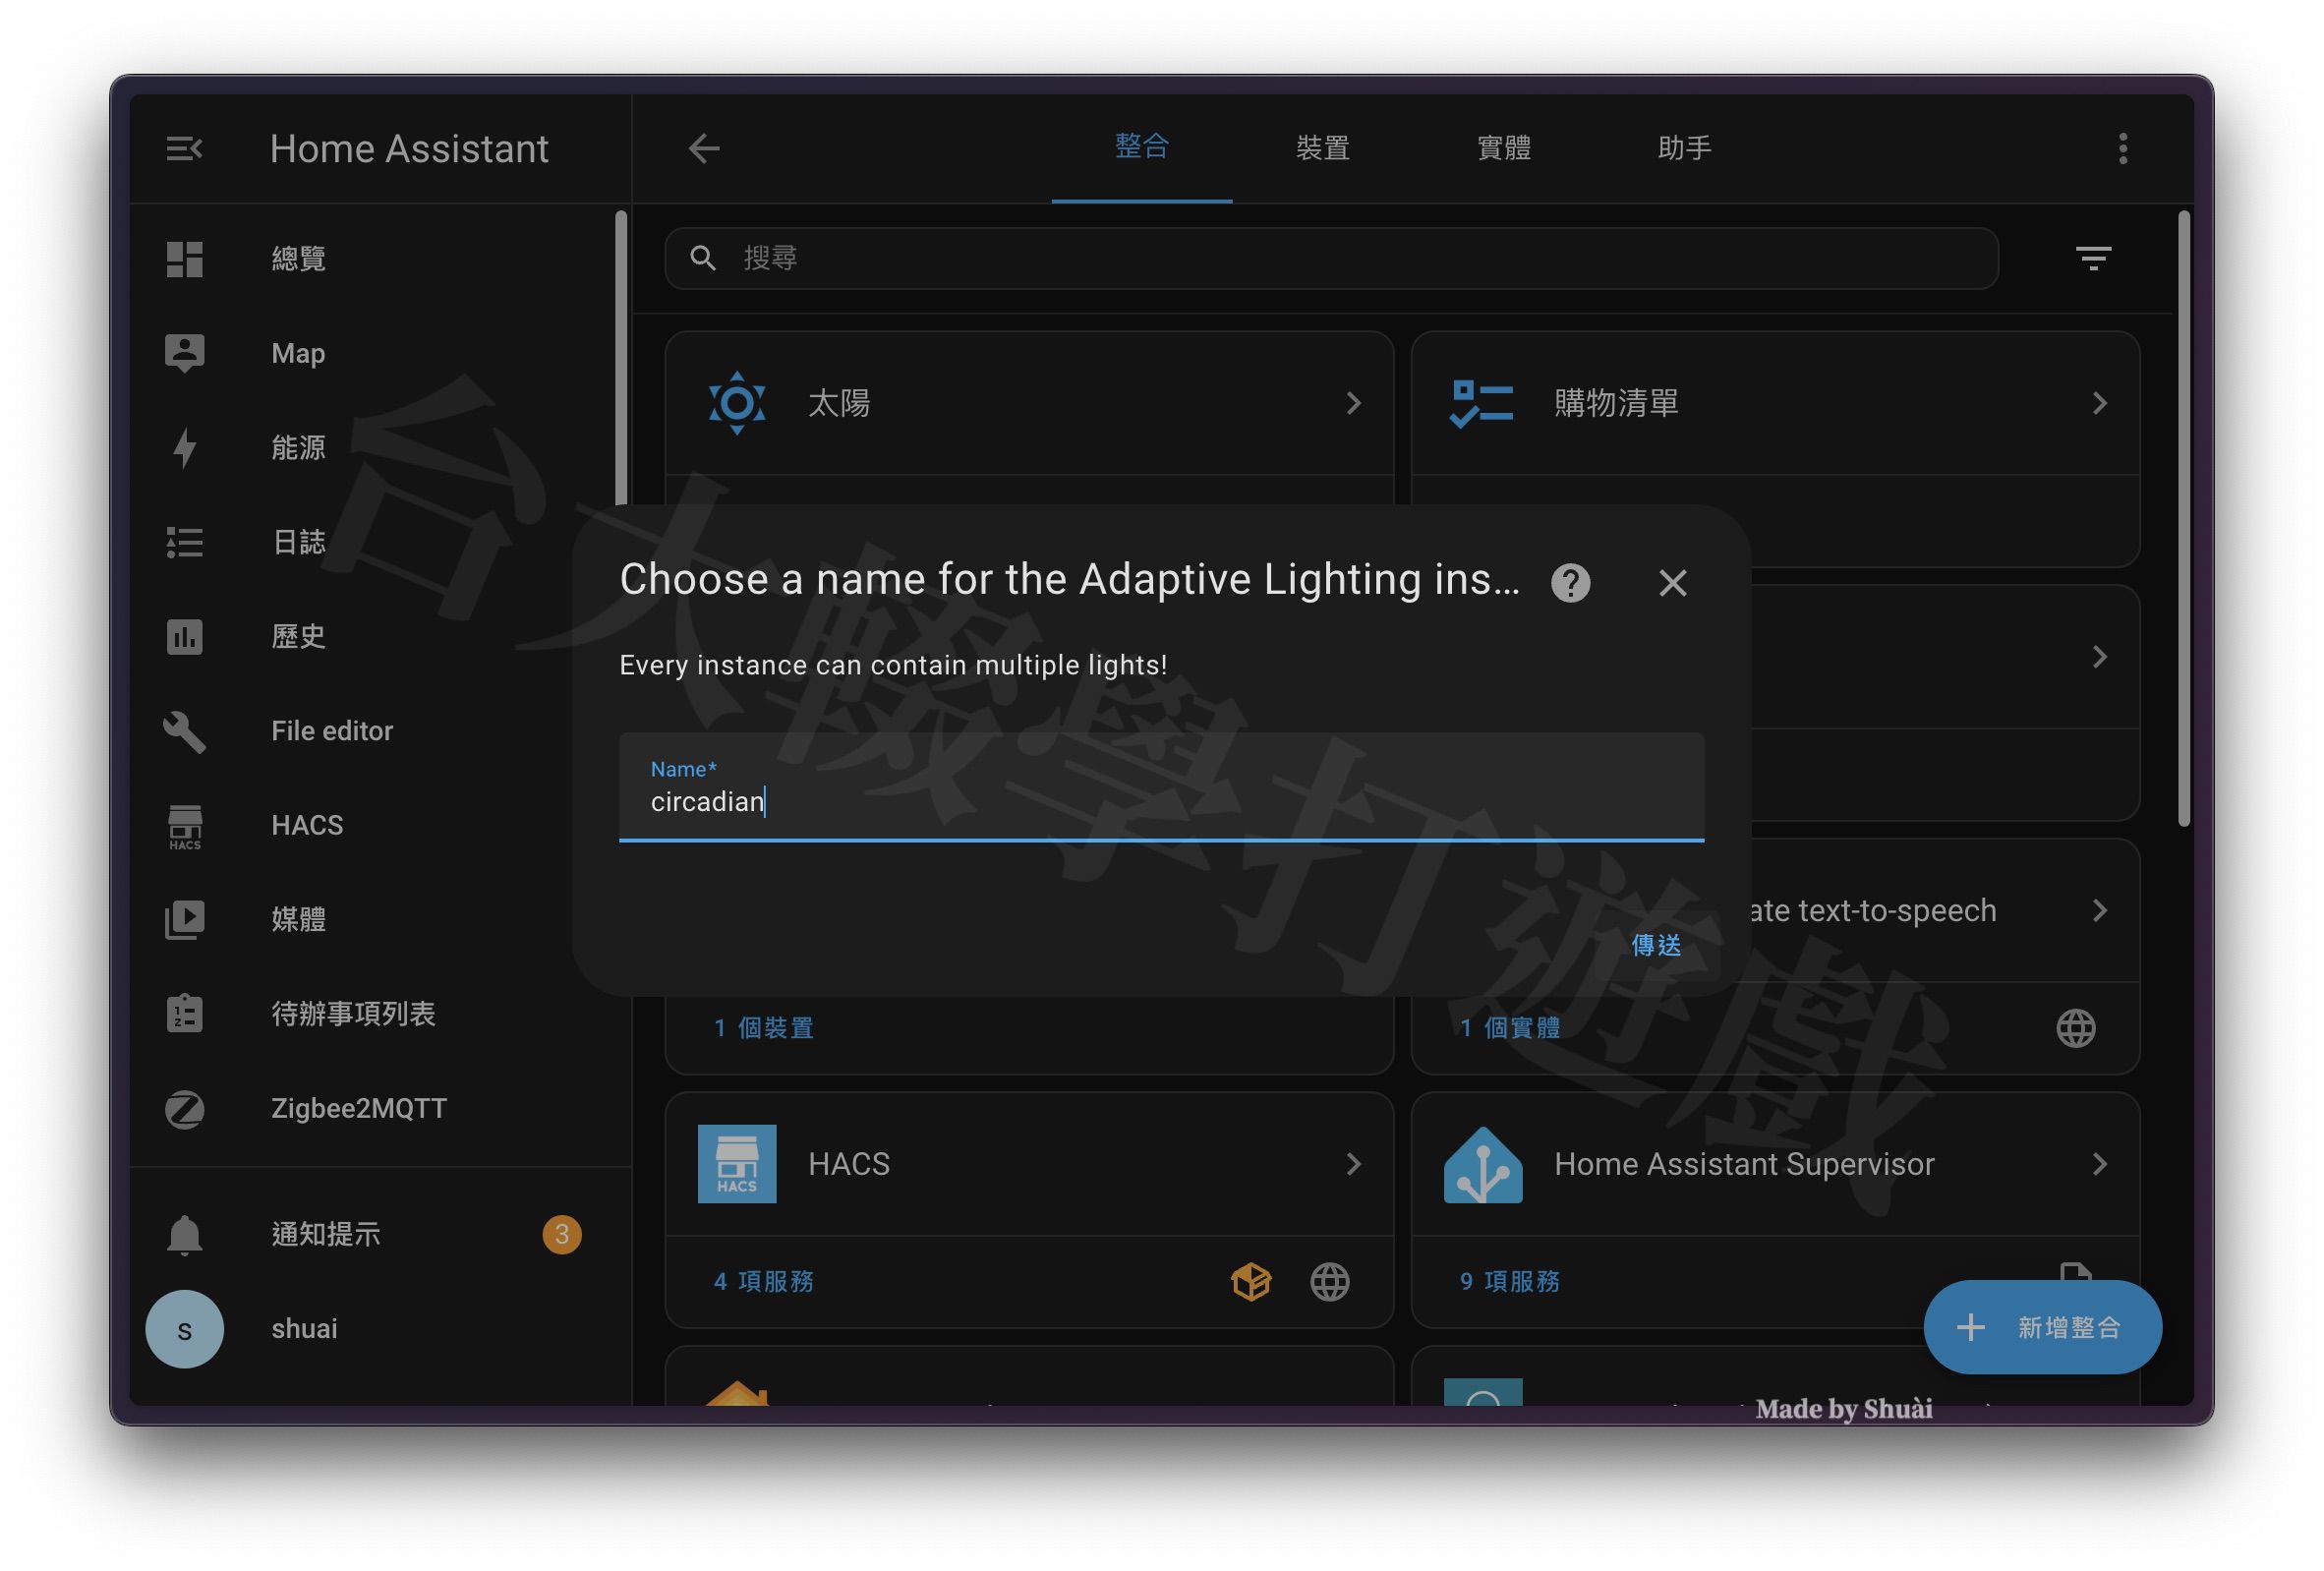 Home Assistant
整合
裝置
實體
助手
總覽
Map
能源
日誌
歷史
File editor
HACS
HACS
媒體
待辦事項列表
Zigbee2MQTT
通知提示
3
s
shuai
搜尋
太陽
購物清單
Choose a name for the Adaptive Lighting ins...
Every instance can contain multiple lights!
Name*
circadian
傳送
ate text-to-speech
1 個裝置
1 個實體
HACS
HACS
Home Assistant Supervisor
4 項服務
9 項服務
新增整合
Made by Shuài
台大輟學打遊戲